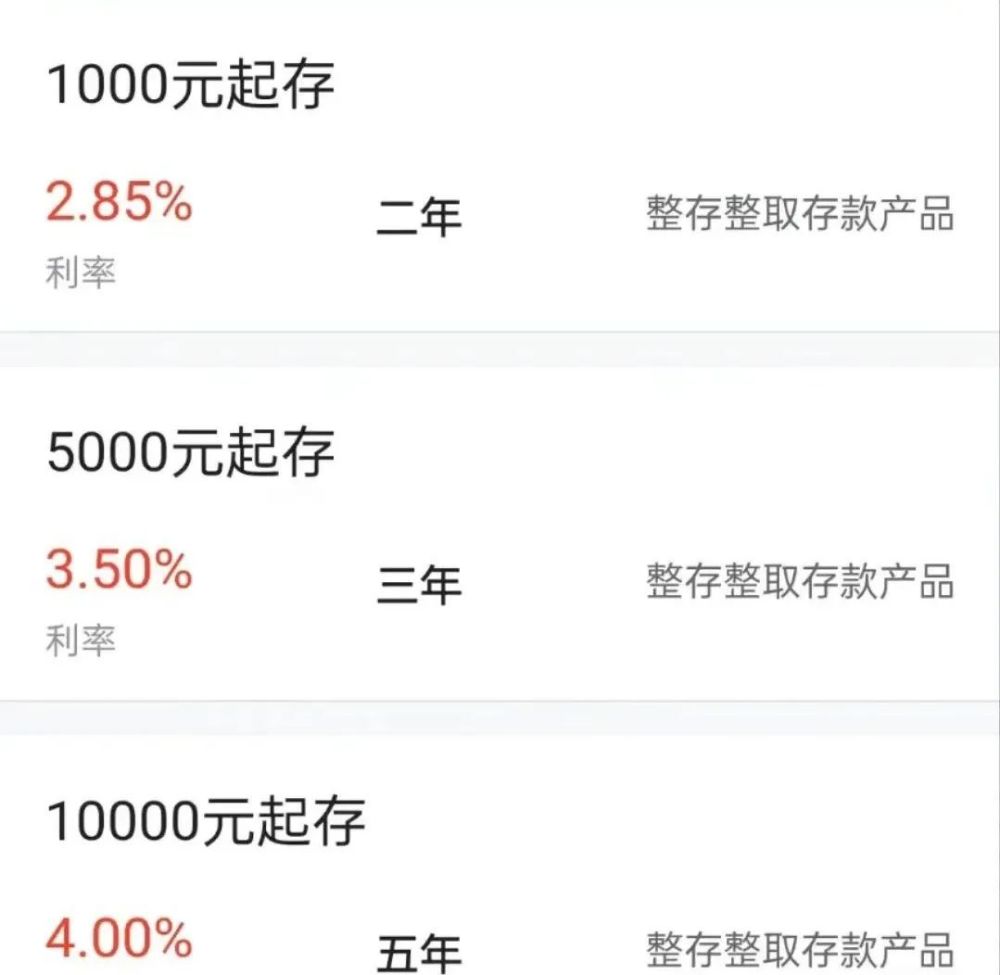 1000元起存
2.85% 二年 整存整取存款产品
利率
5000元起存
3.50% 三年 整存整取存款产品
利率
10000元起存
4.00% 五年 整存整取存款产品